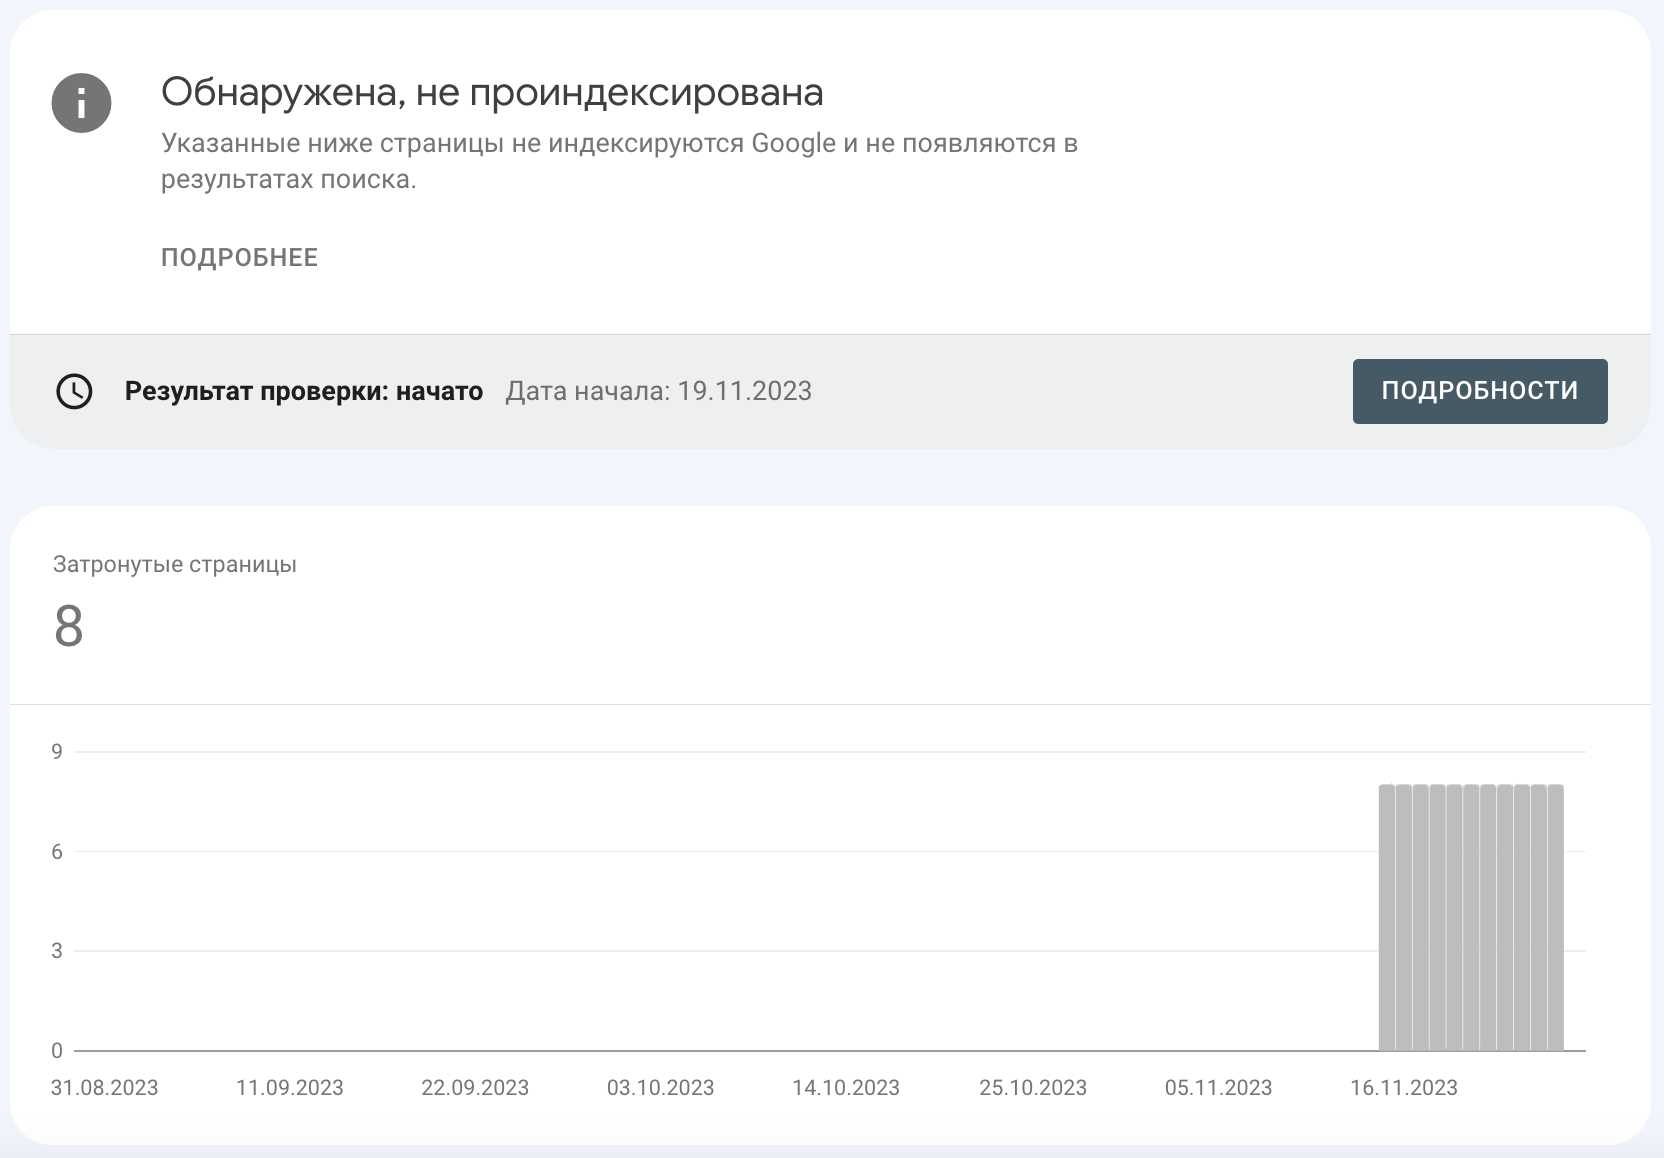 Обнаружена, не проиндексирована
Указанные ниже страницы не индексируются Google и не появляются в
результатах поиска.
ПОДРОБНЕЕ
Результат проверки: начато Дата начала: 19.11.2023
ПОДРОБНОСТИ
Затронутые страницы
8
9
6
3
0
31.08.2023 11.09.2023 22.09.2023 03.10.2023 14.10.2023 25.10.2023 05.11.2023 16.11.2023